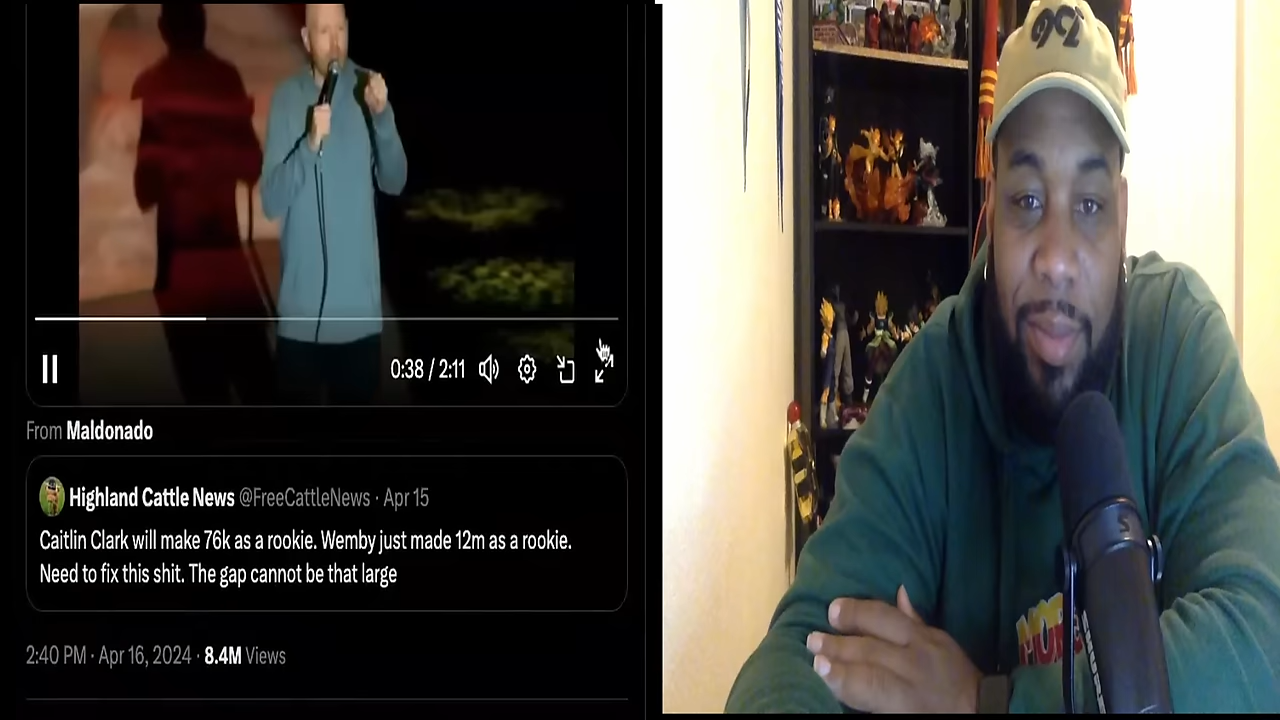 0:38 / 2:11
From Maldonado
Highland Cattle News @FreeCattleNews · Apr 15
Caitlin Clark will make 76k as a rookie. Wemby just made 12m as a rookie.
Need to fix this shit. The gap cannot be that large
2:40 PM · Apr 16, 2024 · 8.4M Views
SHURE